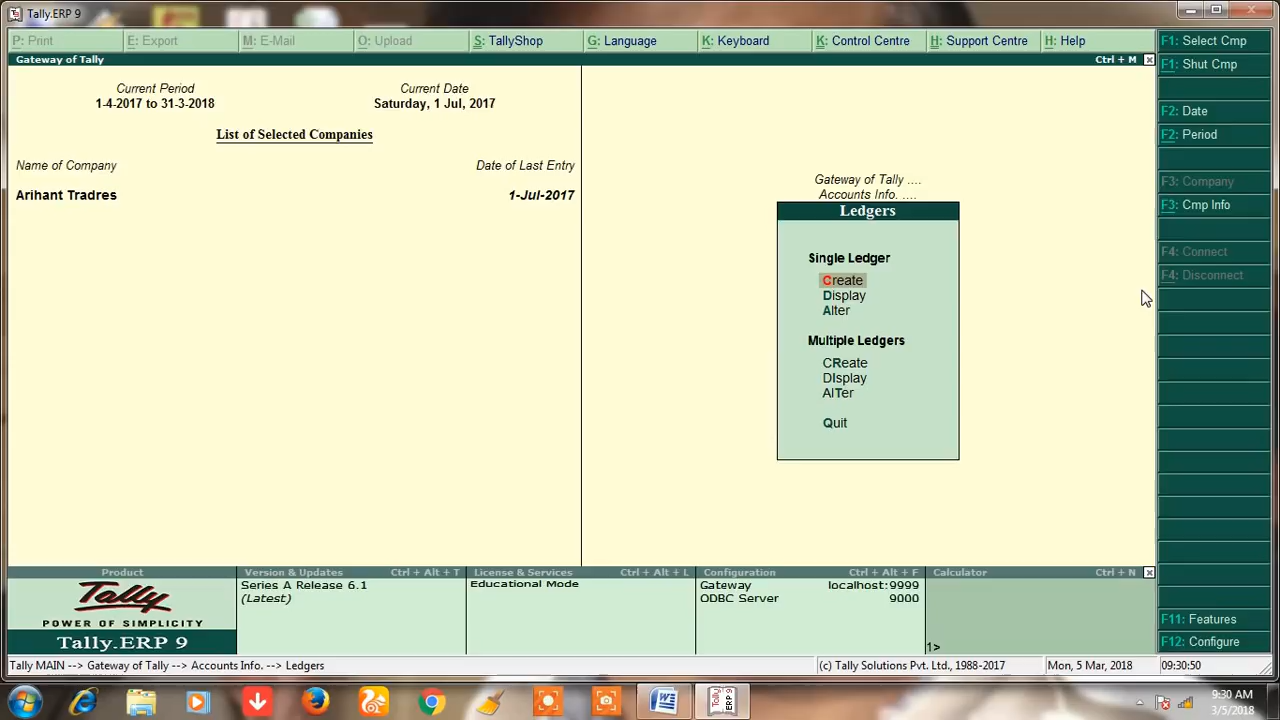 Tally.ERP 9
P: Print E: Export M: E-Mail O: Upload S: TallyShop G: Language K: Keyboard K: Control Centre H: Support Centre H: Help
Gateway of Tally Ctrl + M
Current Period Current Date
1-4-2017 to 31-3-2018 Saturday, 1 Jul, 2017
List of Selected Companies
Name of Company Date of Last Entry
Arihant Tradres 1-Jul-2017
Gateway of Tally ....
Accounts Info. ....
Ledgers
Single Ledger
Create
Display
Alter
Multiple Ledgers
CReate
DIsplay
AlTer
Quit
F1: Select Cmp
F1: Shut Cmp
F2: Date
F2: Period
F3: Company
F3: Cmp Info
F4: Connect
F4: Disconnect
F11: Features
F12: Configure
Product
Tally
POWER OF SIMPLICITY
Tally.ERP 9
Version & Updates Ctrl + Alt + T
Series A Release 6.1
(Latest)
License & Services Ctrl + Alt + L
Educational Mode
Configuration Ctrl + Alt + F
Gateway localhost:9999
ODBC Server 9000
Calculator Ctrl + N
1>
Tally MAIN --> Gateway of Tally --> Accounts Info. --> Ledgers (c) Tally Solutions Pvt. Ltd., 1988-2017 Mon, 5 Mar, 2018 09:30:50
9:30 AM
3/5/2018